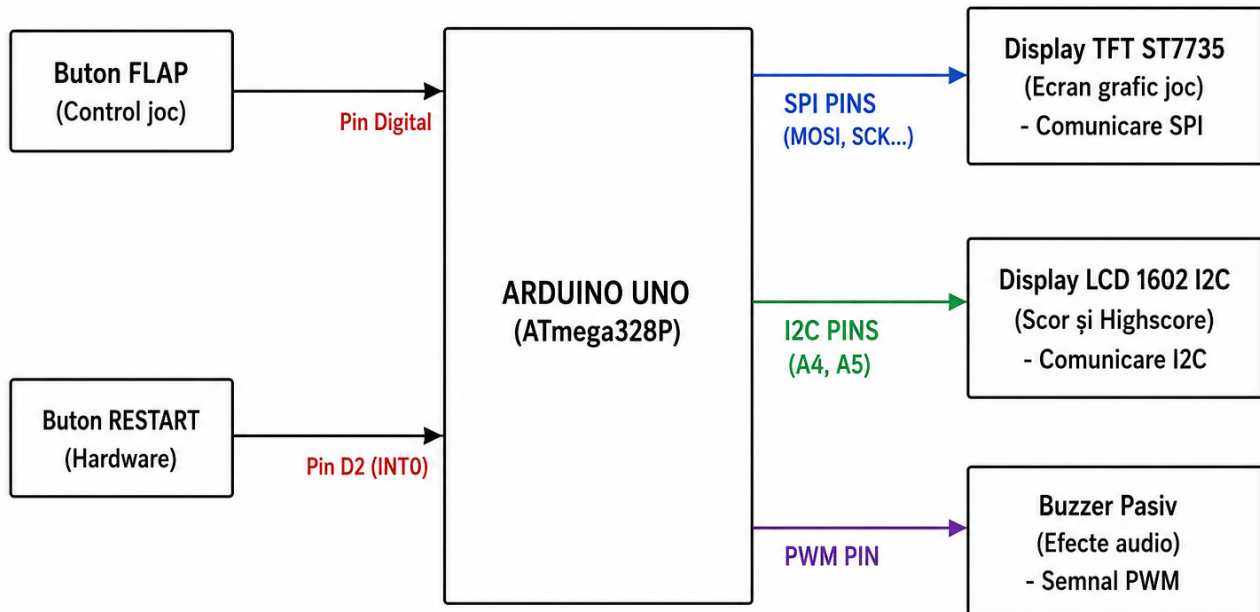 Buton FLAP
(Control joc)
Pin Digital
Buton RESTART
(Hardware)
Pin D2 (INT0)
ARDUINO UNO
(ATmega328P)
SPI PINS
(MOSI, SCK...)
I2C PINS
(A4, A5)
PWM PIN
Display TFT ST7735
(Ecran grafic joc)
- Comunicare SPI
Display LCD 1602 I2C
(Scor și Highscore)
- Comunicare I2C
Buzzer Pasiv
(Efecte audio)
- Semnal PWM